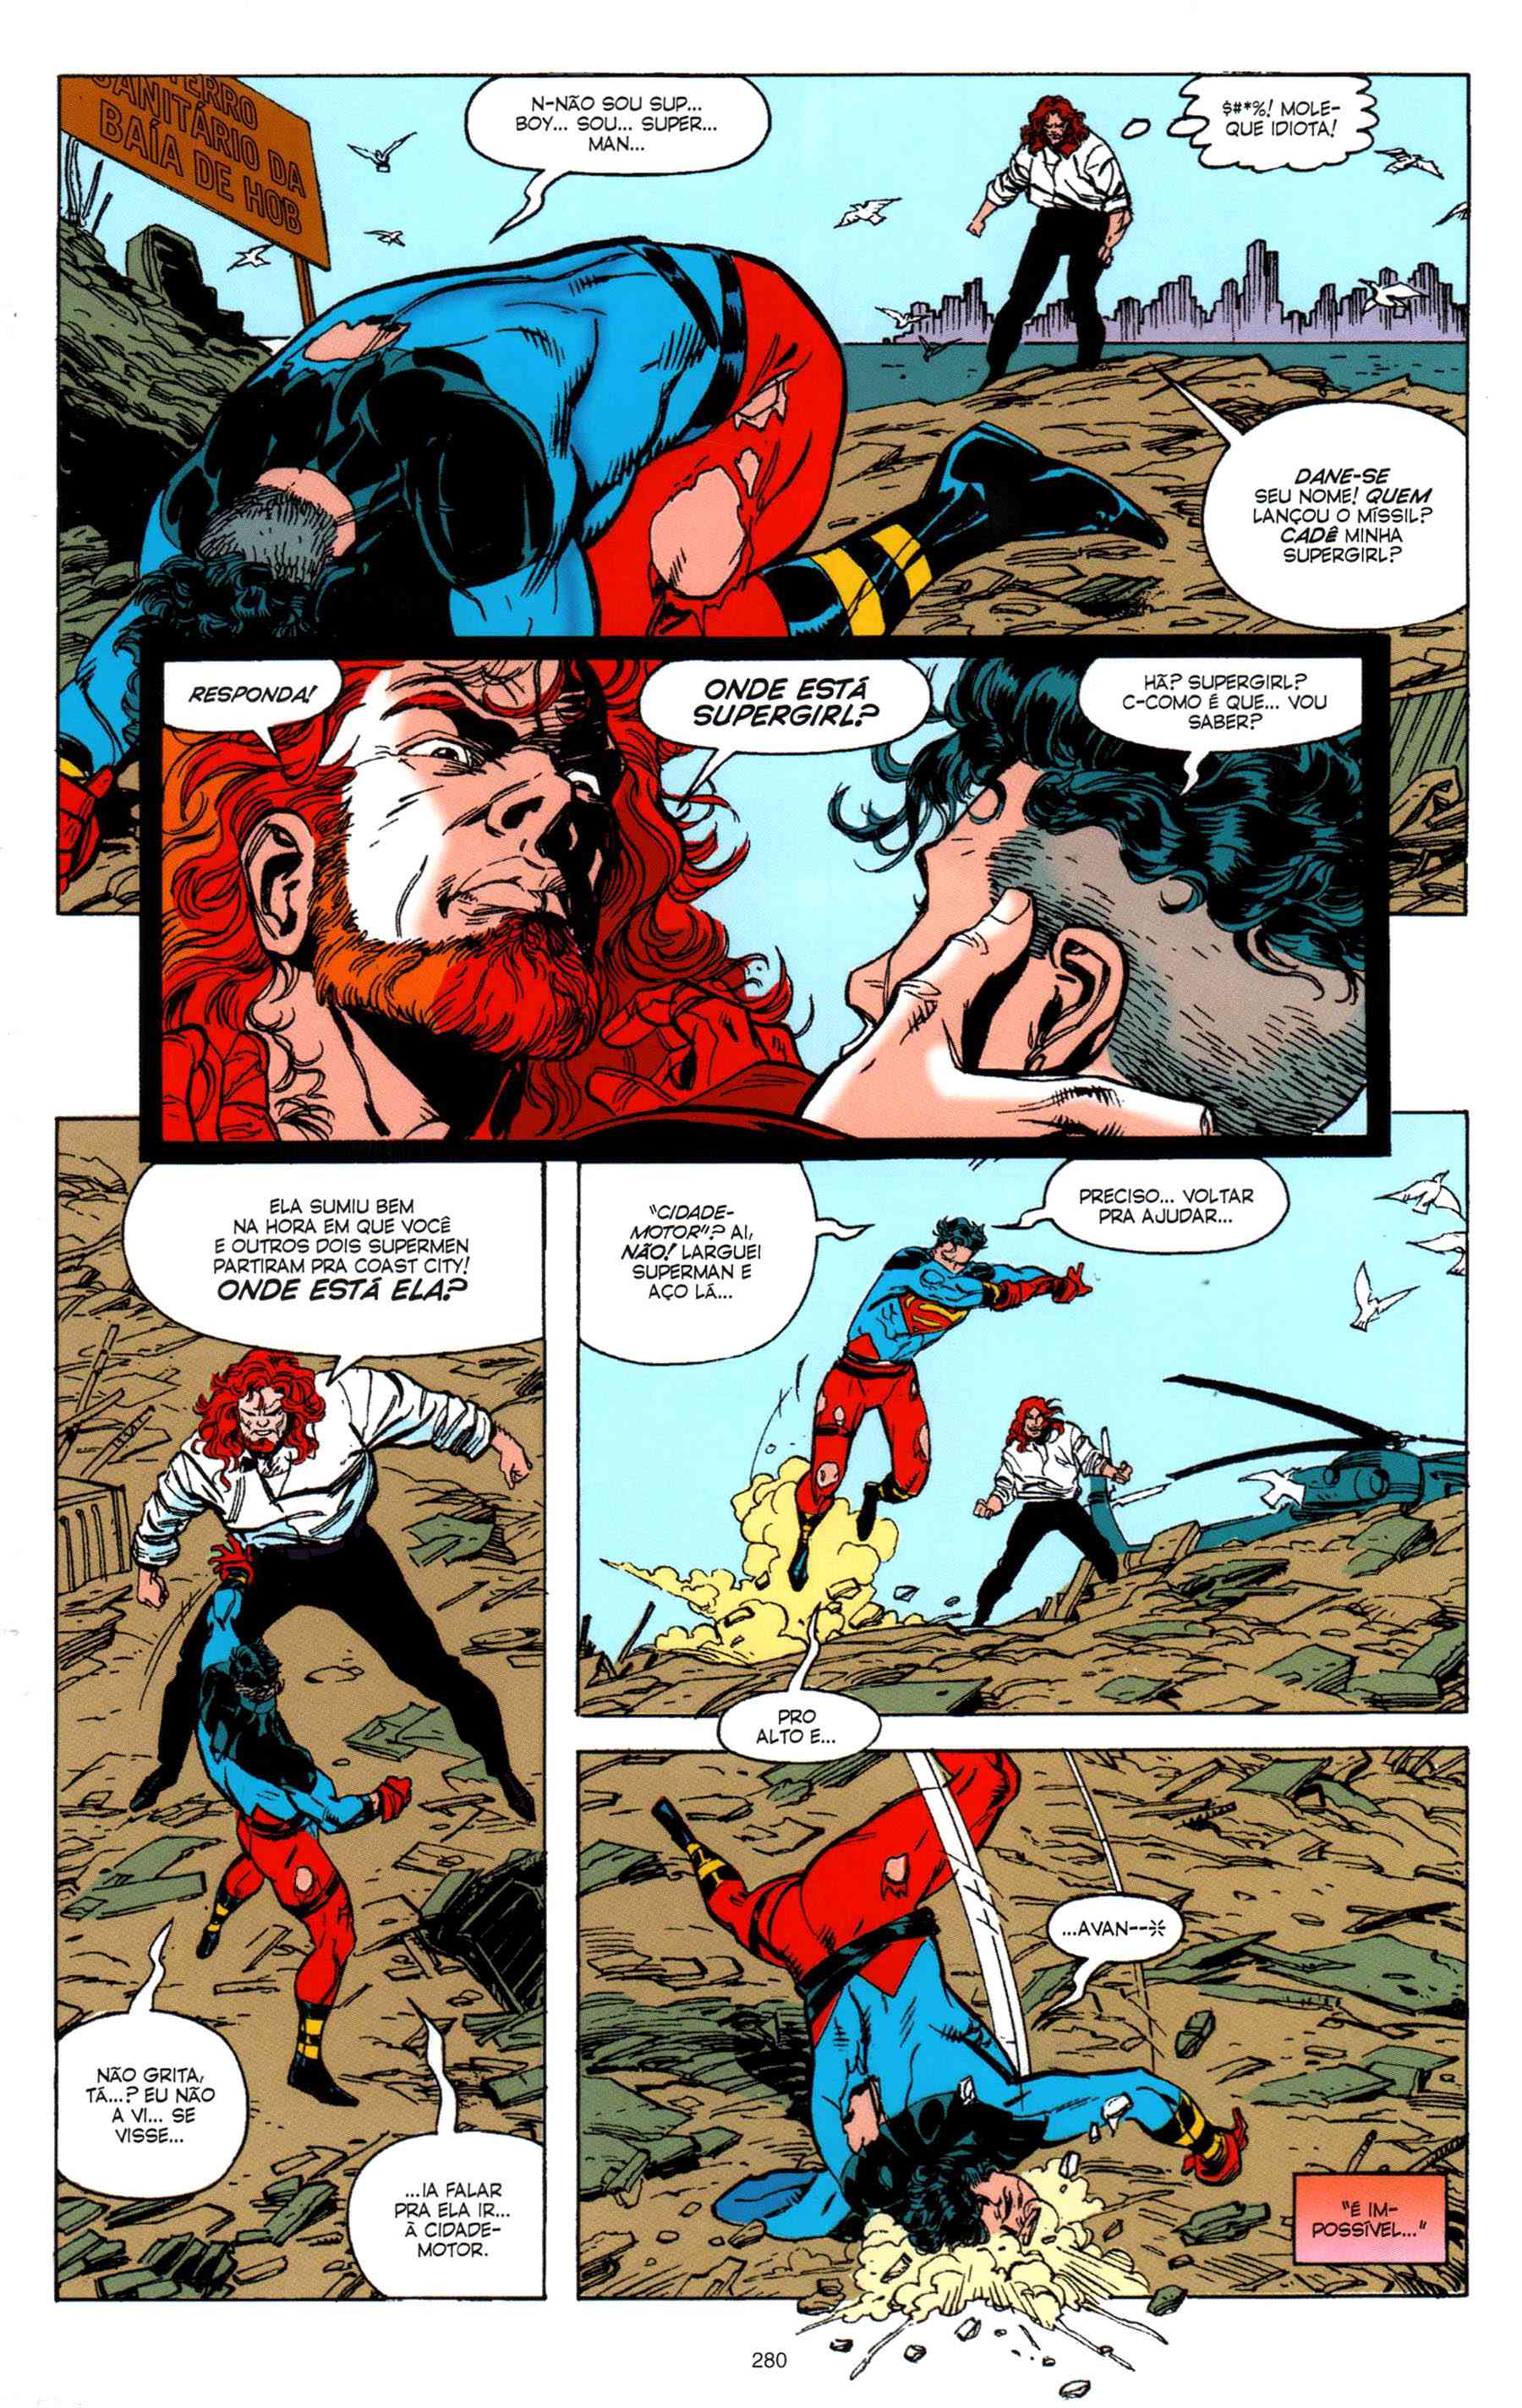 ATERRO
SANITÁRIO DA
BAÍA DE HOB
N-NÃO SOU SUP...
BOY... SOU... SUPER...
MAN...
$#*%! MOLE-
QUE IDIOTA!
DANE-SE
SEU NOME! QUEM
LANÇOU O MÍSSIL?
CADÊ MINHA
SUPERGIRL?
RESPONDA!
ONDE ESTÁ
SUPERGIRL?
HÃ? SUPERGIRL?
C-COMO É QUE... VOU
SABER?
ELA SUMIU BEM
NA HORA EM QUE VOCÊ
E OUTROS DOIS SUPERMEN
PARTIRAM PRA COAST CITY!
ONDE ESTÁ ELA?
NÃO GRITA,
TÁ...? EU NÃO
A VI... SE
VISSE...
...IA FALAR
PRA ELA IR...
À CIDADE-
MOTOR.
"CIDADE-
MOTOR"? AI,
NÃO! LARGUEI
SUPERMAN E
AÇO LÁ...
PRECISO... VOLTAR
PRA AJUDAR...
PRO
ALTO E...
...AVAN--
"É IM-
POSSÍVEL..."
280